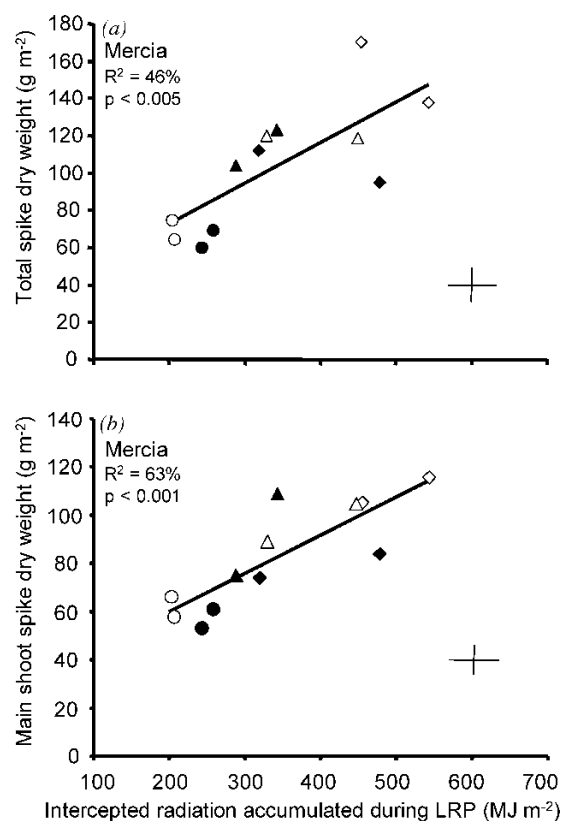 (a)
Mercia
R² = 46%
p < 0.005
Total spike dry weight (g m⁻²)
180
160
140
120
100
80
60
40
20
0
(b)
Mercia
R² = 63%
p < 0.001
Main shoot spike dry weight (g m⁻²)
140
120
100
80
60
40
20
0
100 200 300 400 500 600 700
Intercepted radiation accumulated during LRP (MJ m⁻²)